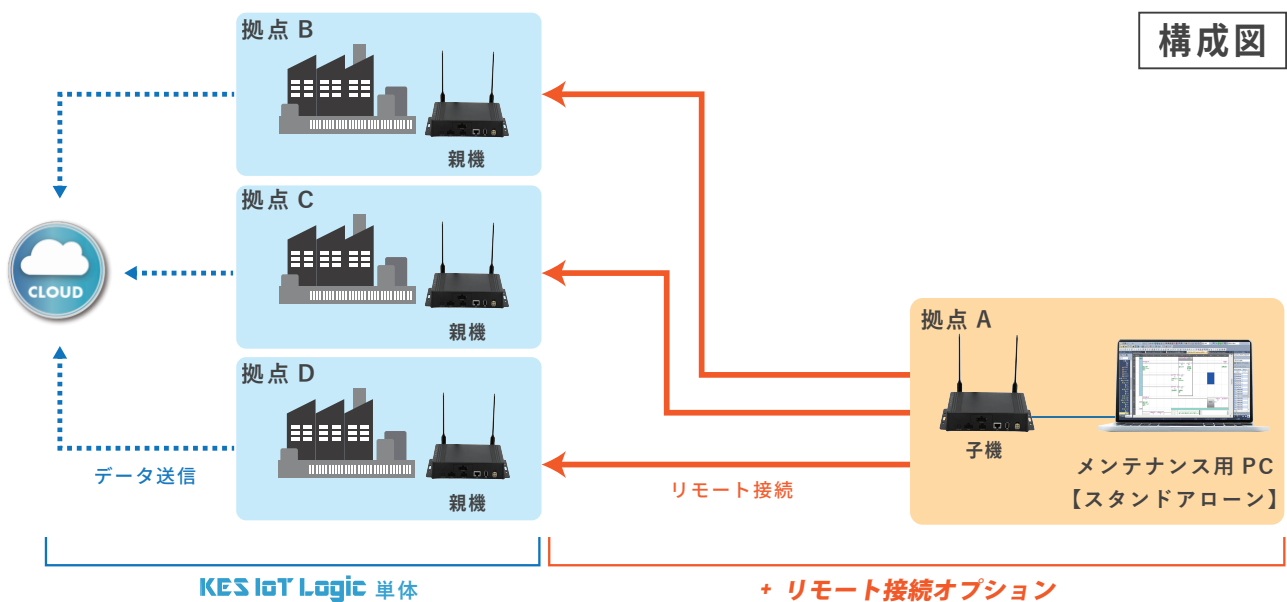 構成図
拠点 B
親機
拠点 C
親機
CLOUD
拠点 D
親機
データ送信
リモート接続
拠点 A
子機
メンテナンス用 PC
【スタンドアローン】
KES IoT Logic 単体
+ リモート接続オプション